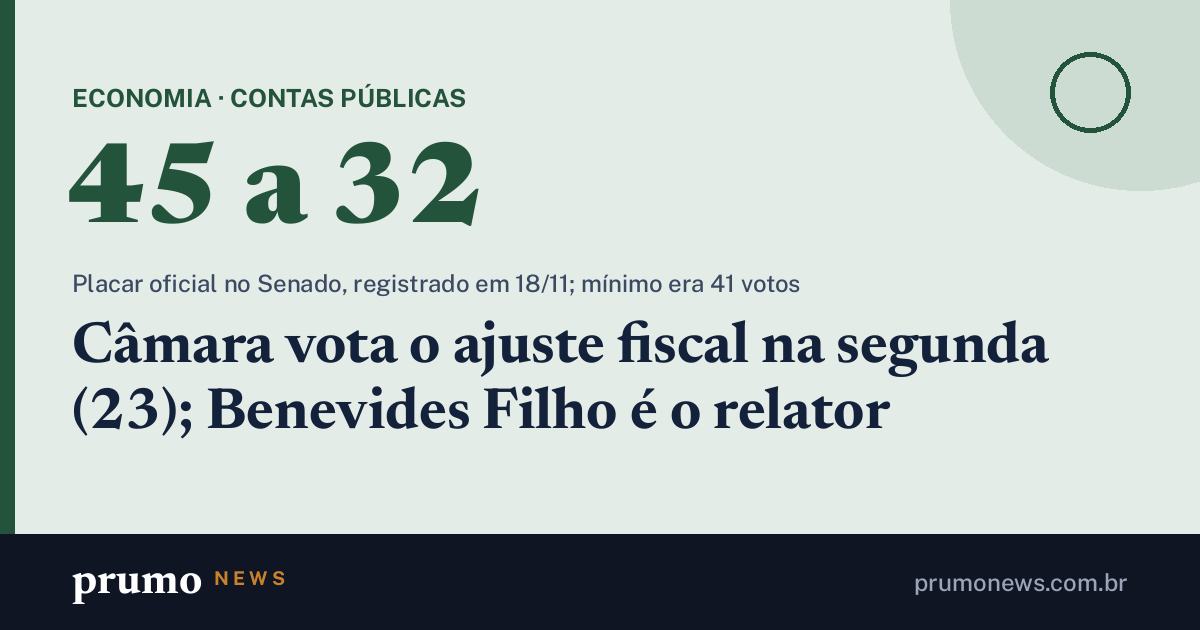 ECONOMIA · CONTAS PÚBLICAS
45 a 32
Placar oficial no Senado, registrado em 18/11; mínimo era 41 votos
Câmara vota o ajuste fiscal na segunda
(23); Benevides Filho é o relator
prumo NEWS
prumonews.com.br